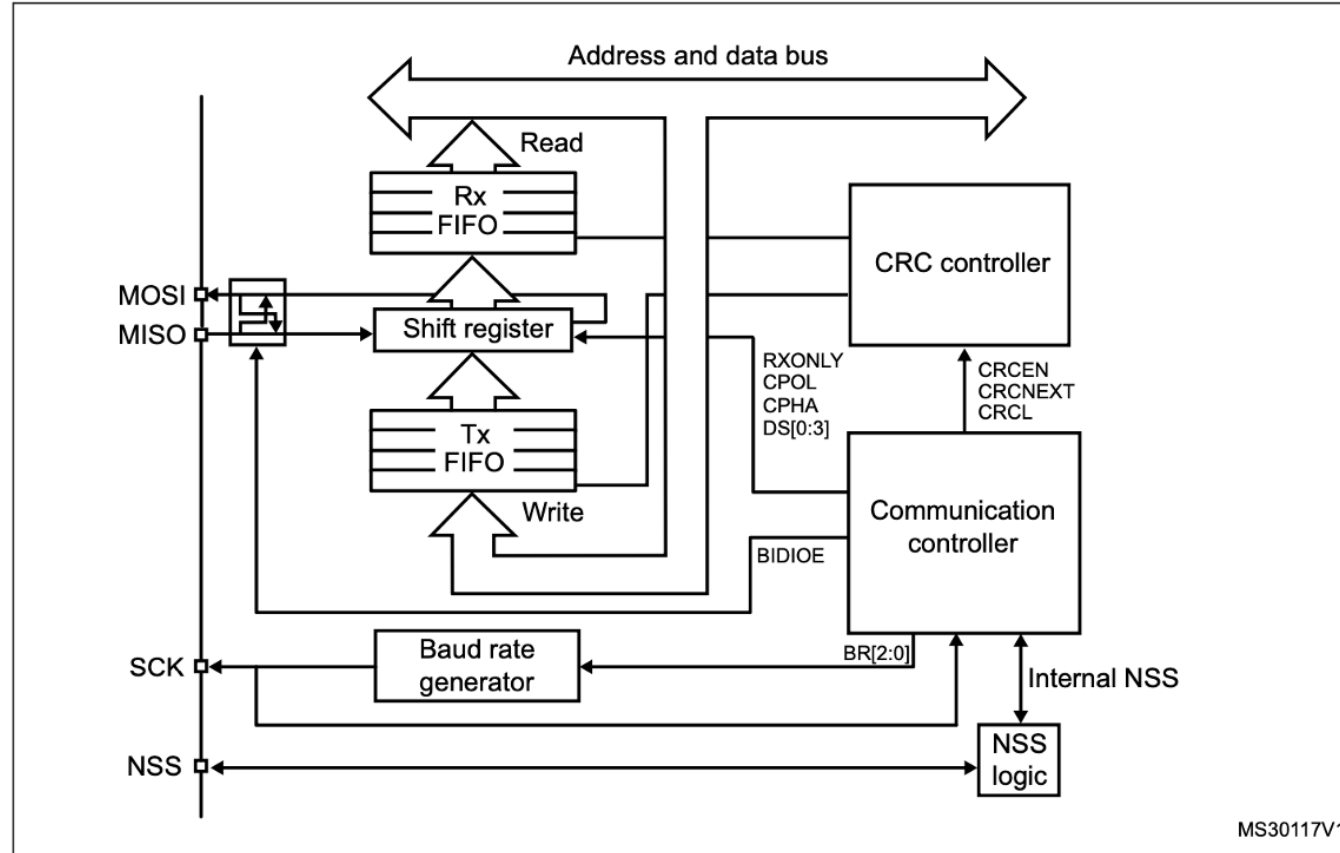 Address and data bus
Read
Rx
FIFO
CRC controller
MOSI
MISO
Shift register
RXONLY
CPOL
CPHA
DS[0:3]
CRCEN
CRCNEXT
CRCL
Tx
FIFO
Write
Communication
controller
BIDIOE
Baud rate
generator
SCK
BR[2:0]
Internal NSS
NSS
NSS
logic
MS30117V1